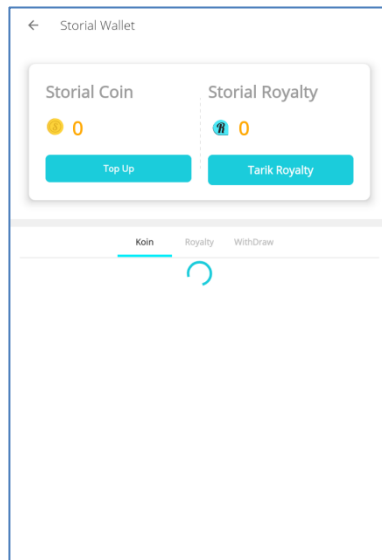 Storial Wallet
Storial Coin
0
Top Up
Storial Royalty
0
Tarik Royalty
Koin Royalty WithDraw